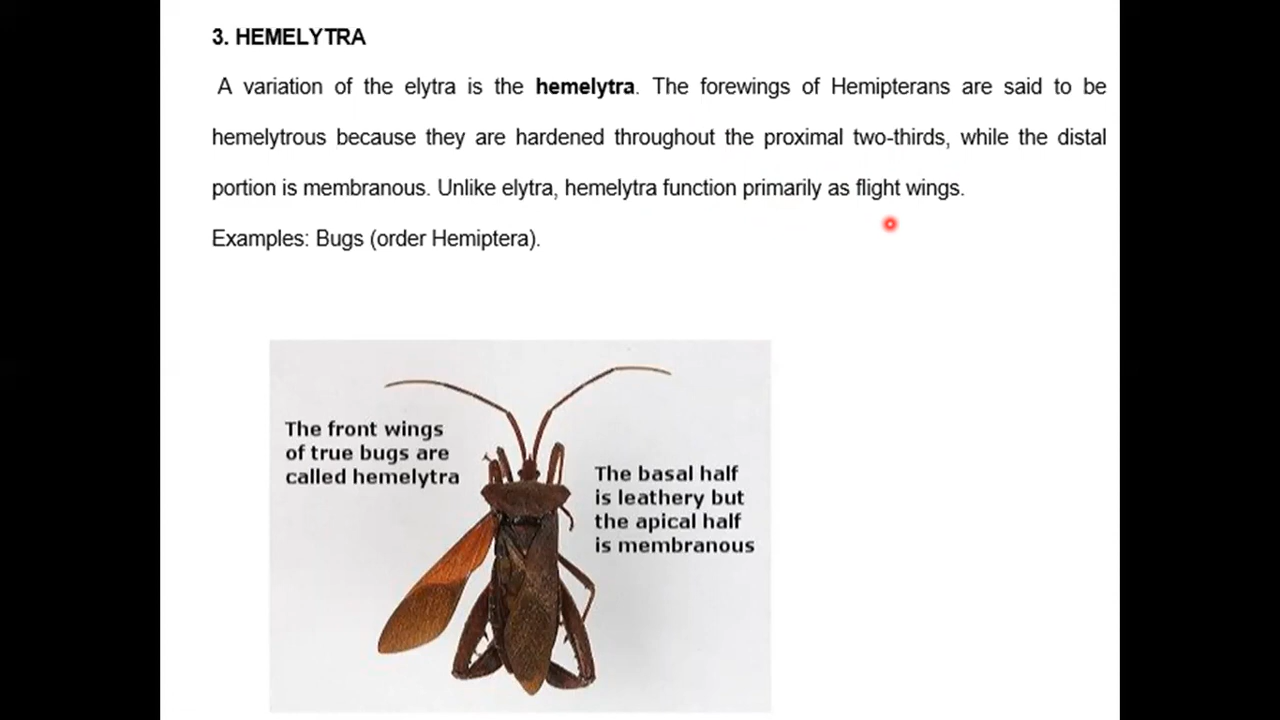 3. HEMELYTRA
A variation of the elytra is the hemelytra. The forewings of Hemipterans are said to be
hemelytrous because they are hardened throughout the proximal two-thirds, while the distal
portion is membranous. Unlike elytra, hemelytra function primarily as flight wings.
Examples: Bugs (order Hemiptera).
The front wings
of true bugs are
called hemelytra
The basal half
is leathery but
the apical half
is membranous